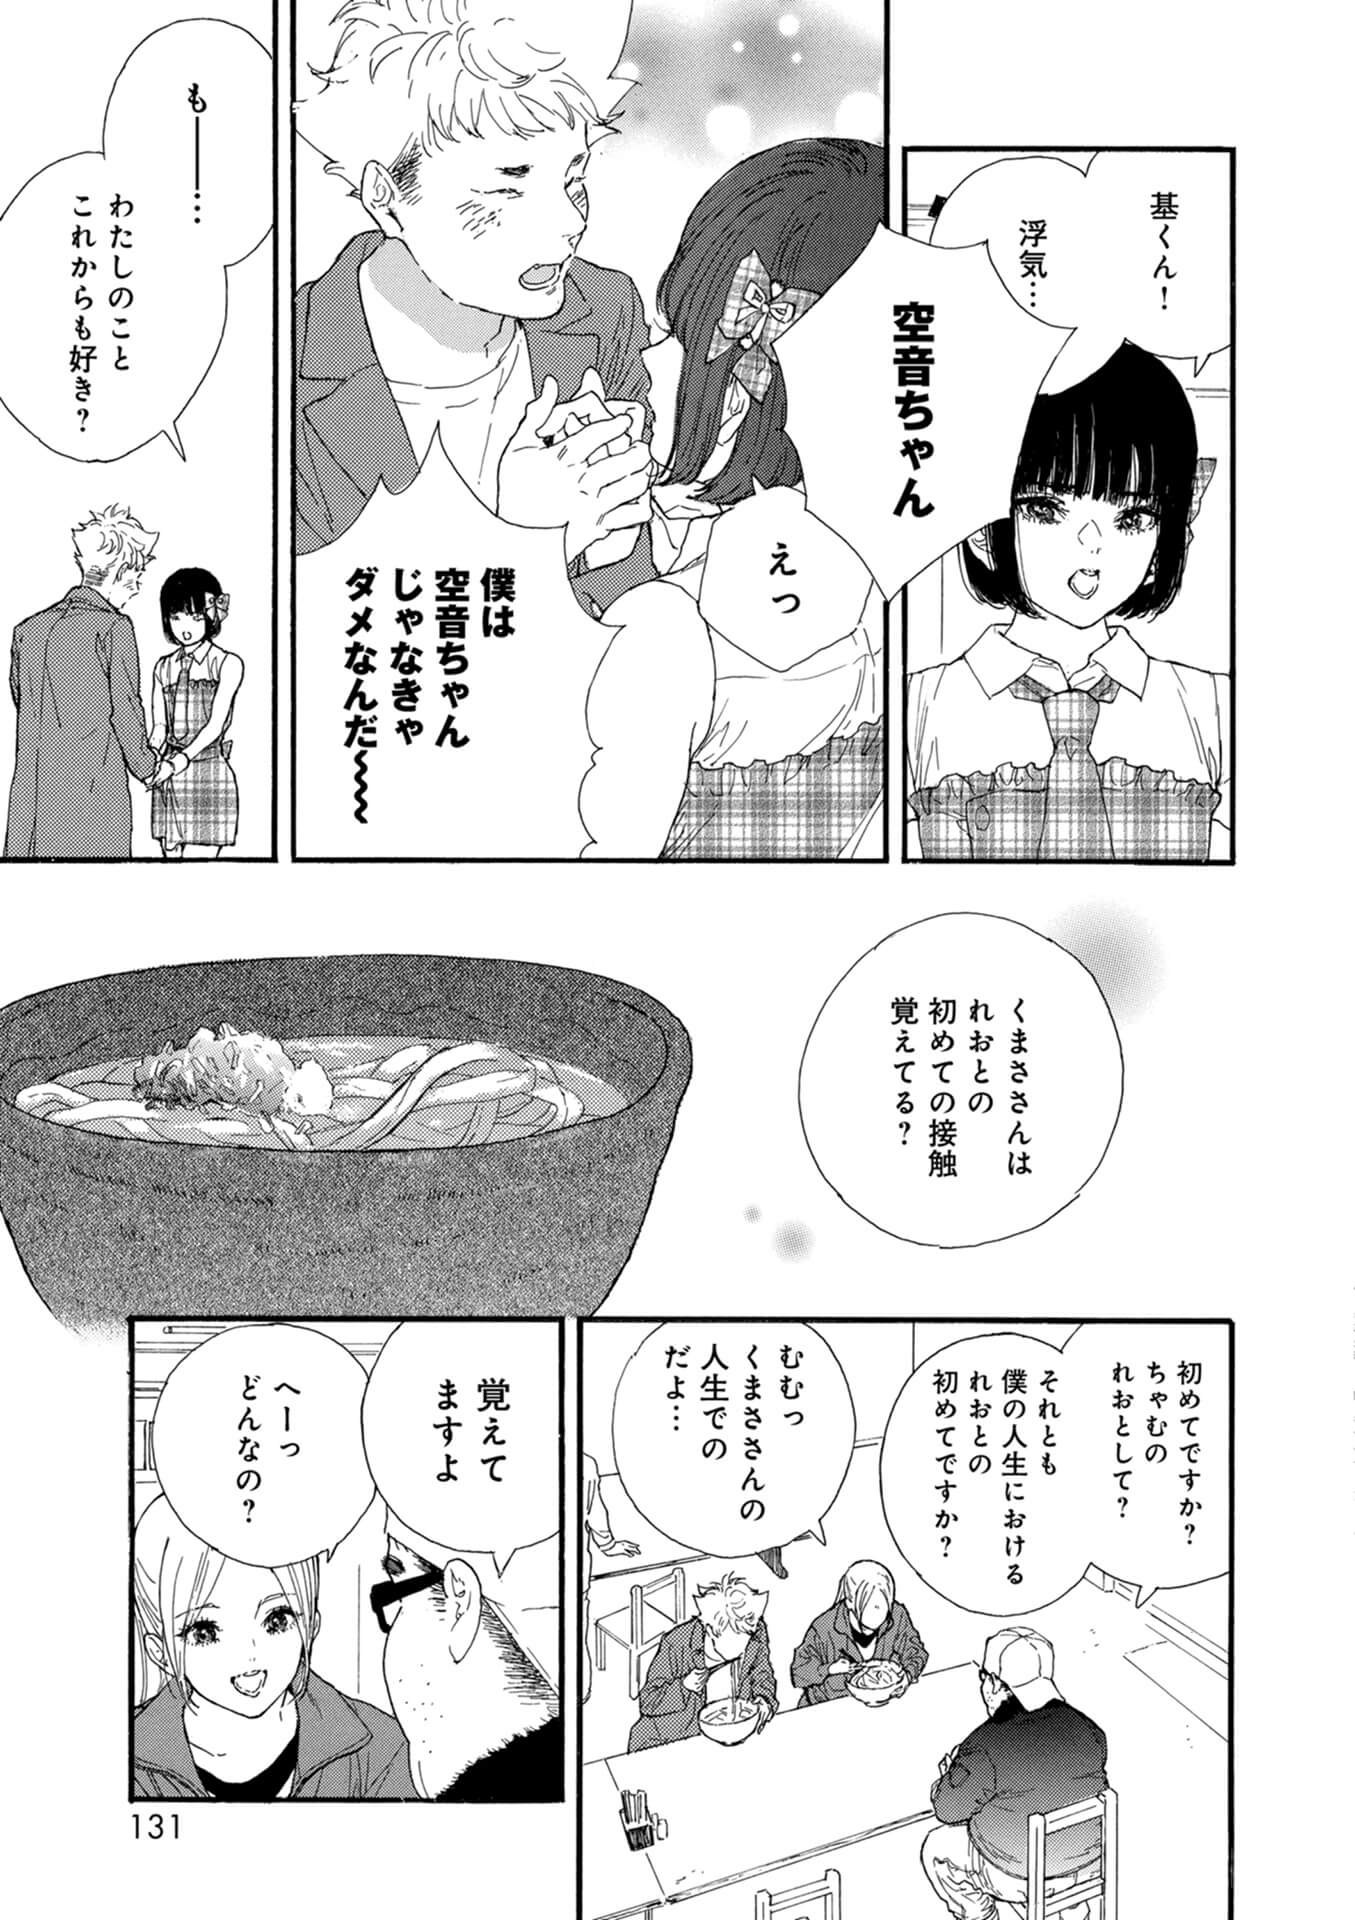 基くん!
浮気…
空音ちゃん
えっ
僕は
空音ちゃん
じゃなきゃ
ダメなんだ〜〜〜
も――…
わたしのこと
これからも好き?
くまささんは
れおとの
初めての接触
覚えてる?
初めてですか?
ちゃむの
れおとして?
それとも
僕の人生における
れおとの
初めてですか?
むむっ
くまささんの
人生での
だよ…
覚えて
ますよ
へーっ
どんなの?
131